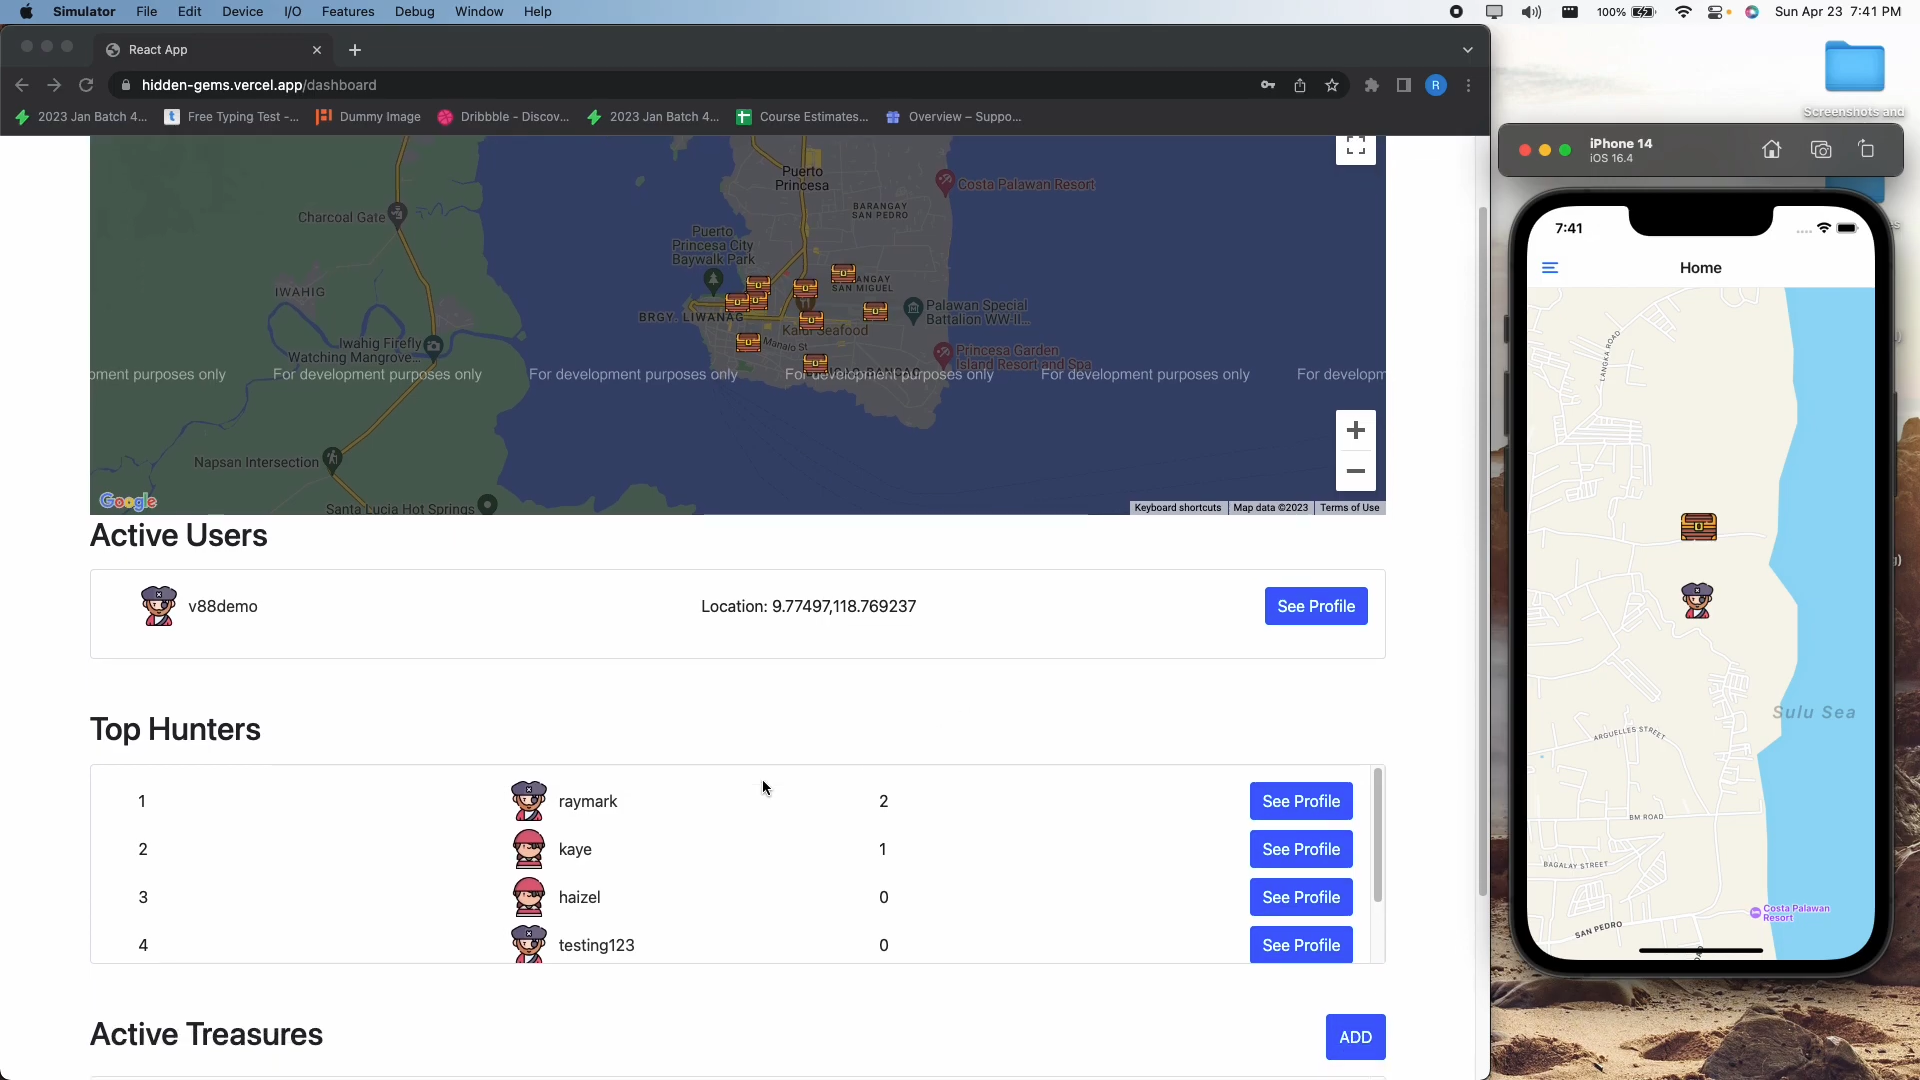 Simulator File Edit Device I/O Features Debug Window Help
100% Sun Apr 23 7:41 PM
React App
hidden-gems.vercel.app/dashboard
R
2023 Jan Batch 4...
Free Typing Test -...
Dummy Image
Dribbble - Discov...
2023 Jan Batch 4...
Course Estimates...
Overview – Suppo...
Screenshots and
iPhone 14
iOS 16.4
Puerto
Princesa
Costa Palawan Resort
BARANGAY
SAN PEDRO
Charcoal Gate
Puerto
Princesa City
Baywalk Park
IWAHIG
ANGAY
SAN MIGUEL
BRGY. LIWANAG
Palawan Special
Battalion WW-II...
Kalui Seafood
Iwahig Firefly
Watching Mangrove...
Manalo St
Princesa Garden
Island Resort and Spa
opment purposes only
For development purposes only
For development purposes only
For development purposes only
For development purposes only
For developm
Napsan Intersection
Santa Lucia Hot Springs
Google
Keyboard shortcuts
Map data ©2023
Terms of Use
Active Users
v88demo
Location: 9.77497,118.769237
See Profile
Top Hunters
1 raymark 2 See Profile
2 kaye 1 See Profile
3 haizel 0 See Profile
4 testing123 0 See Profile
Active Treasures
ADD
7:41
Home
LANGKA ROAD
Sulu Sea
ARGUELLES STREET
BM ROAD
BAGALAY STREET
Costa Palawan
Resort
SAN PEDRO